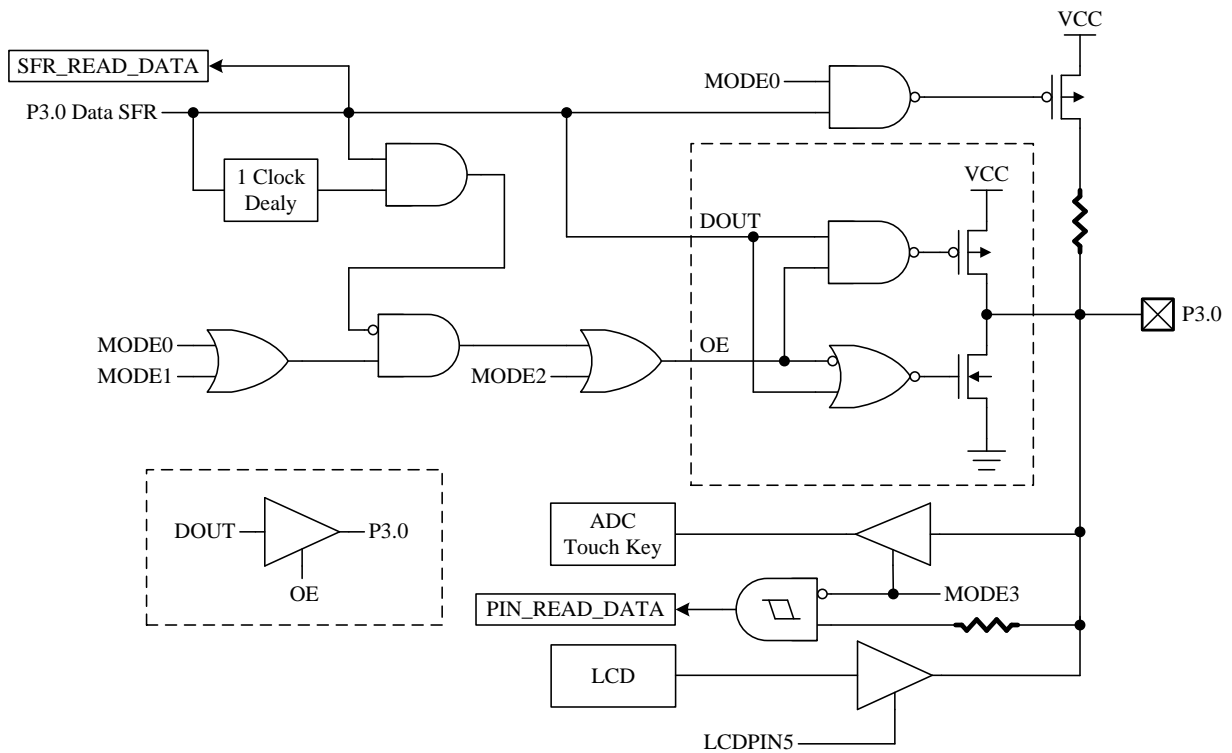 VCC
SFR_READ_DATA
MODE0
P3.0 Data SFR
1 Clock
Dealy
VCC
DOUT
P3.0
MODE0
OE
MODE1
MODE2
ADC
Touch Key
DOUT
P3.0
OE
MODE3
PIN_READ_DATA
LCD
LCDPIN5